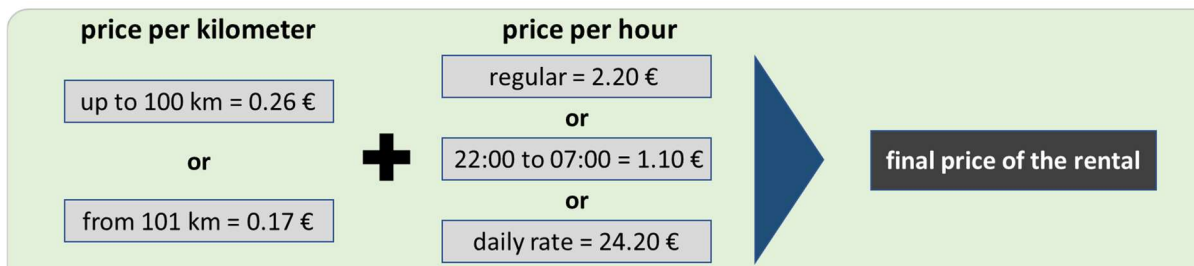 price per kilometer
up to 100 km = 0.26 €
or
from 101 km = 0.17 €
price per hour
regular = 2.20 €
or
22:00 to 07:00 = 1.10 €
or
daily rate = 24.20 €
final price of the rental